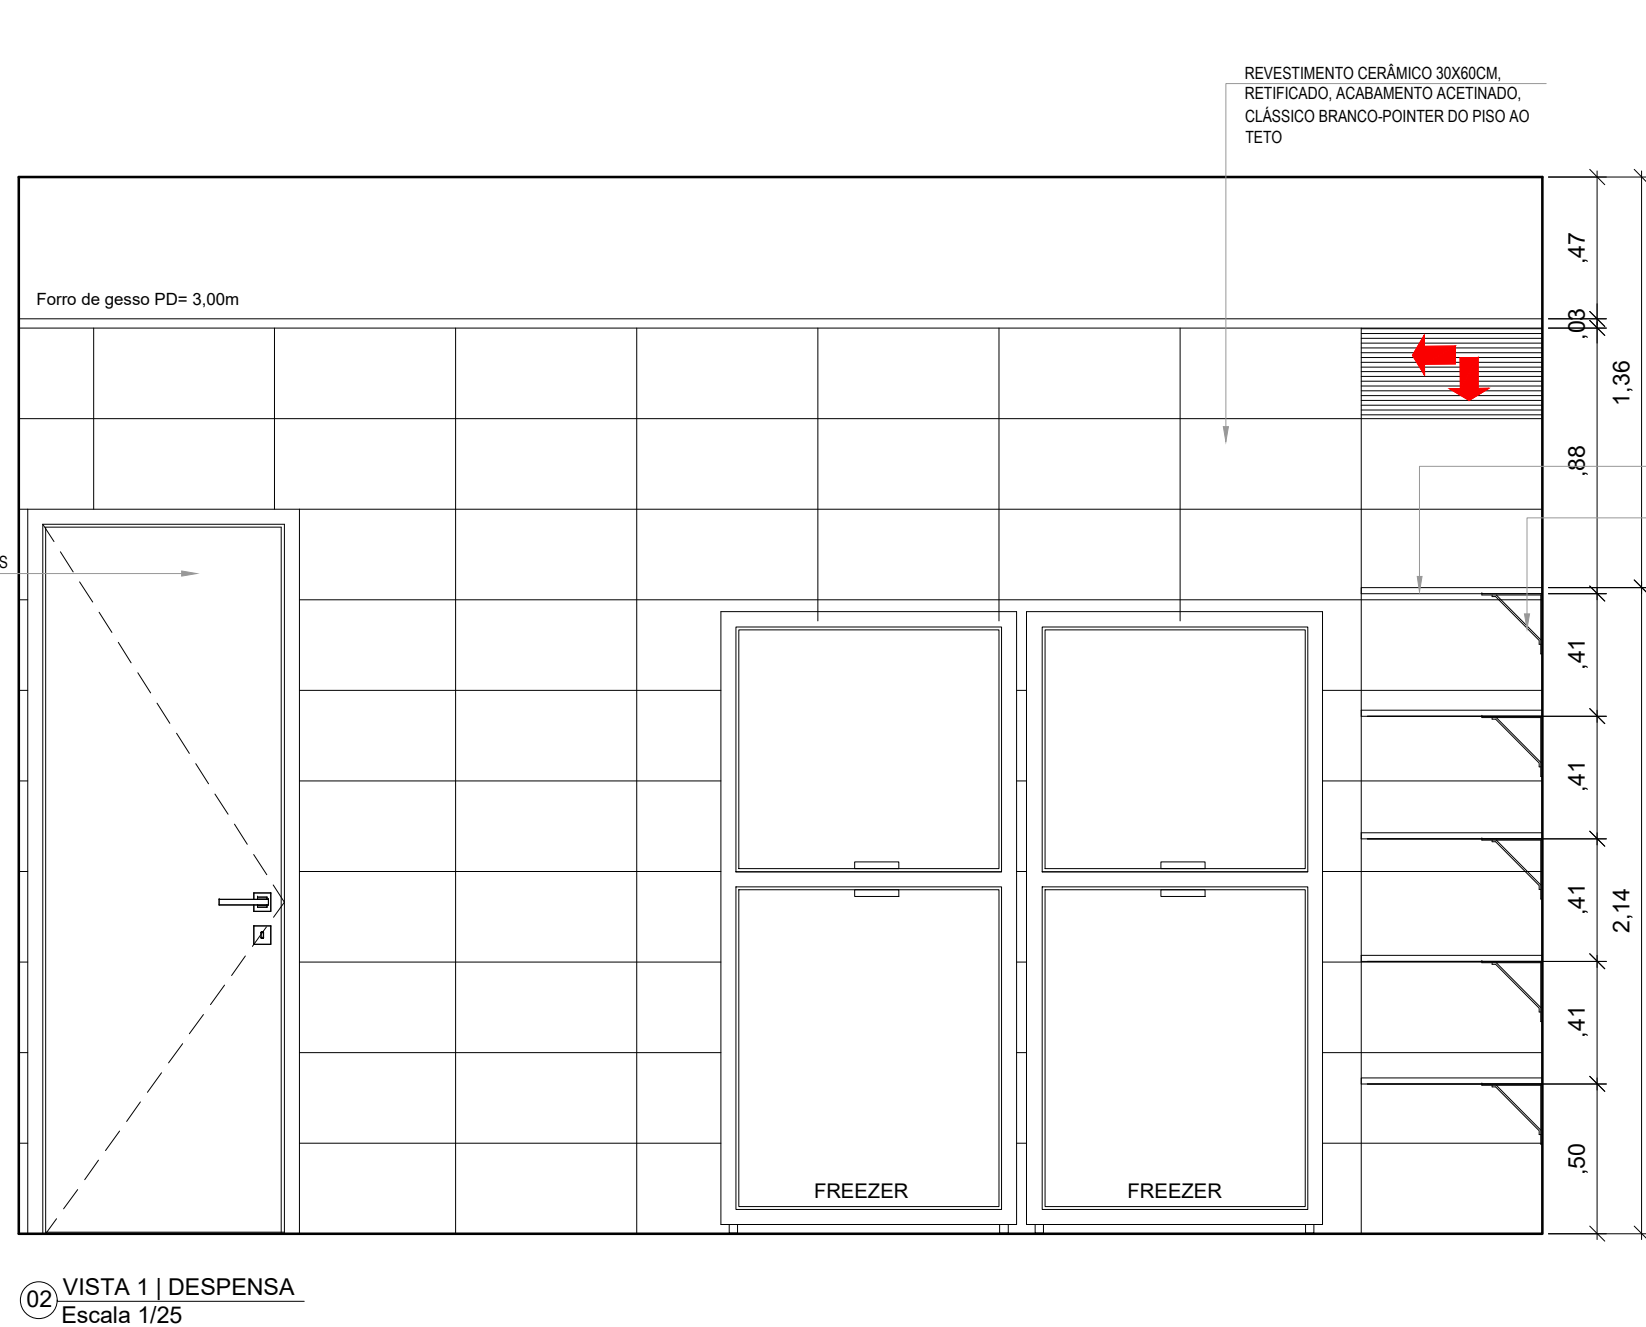 REVESTIMENTO CERÂMICO 30X60CM,
RETIFICADO, ACABAMENTO ACETINADO,
CLÁSSICO BRANCO-POINTER DO PISO AO
TETO
,47
Forro de gesso PD= 3,00m
,03
1,36
,88
S
,41
,41
,41
2,14
,41
,50
FREEZER
FREEZER
02
VISTA 1 | DESPENSA
Escala 1/25